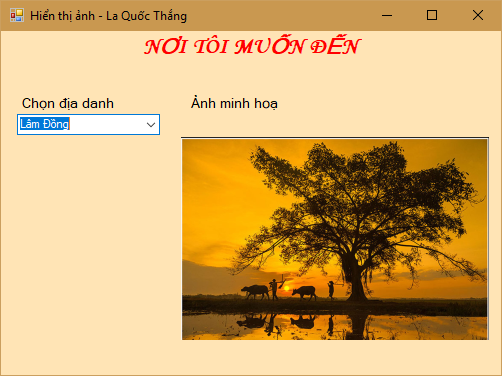 Hiển thị ảnh - La Quốc Thắng
NƠI TÔI MUỐN ĐẾN
Chọn địa danh
Ảnh minh hoạ
Lâm Đồng